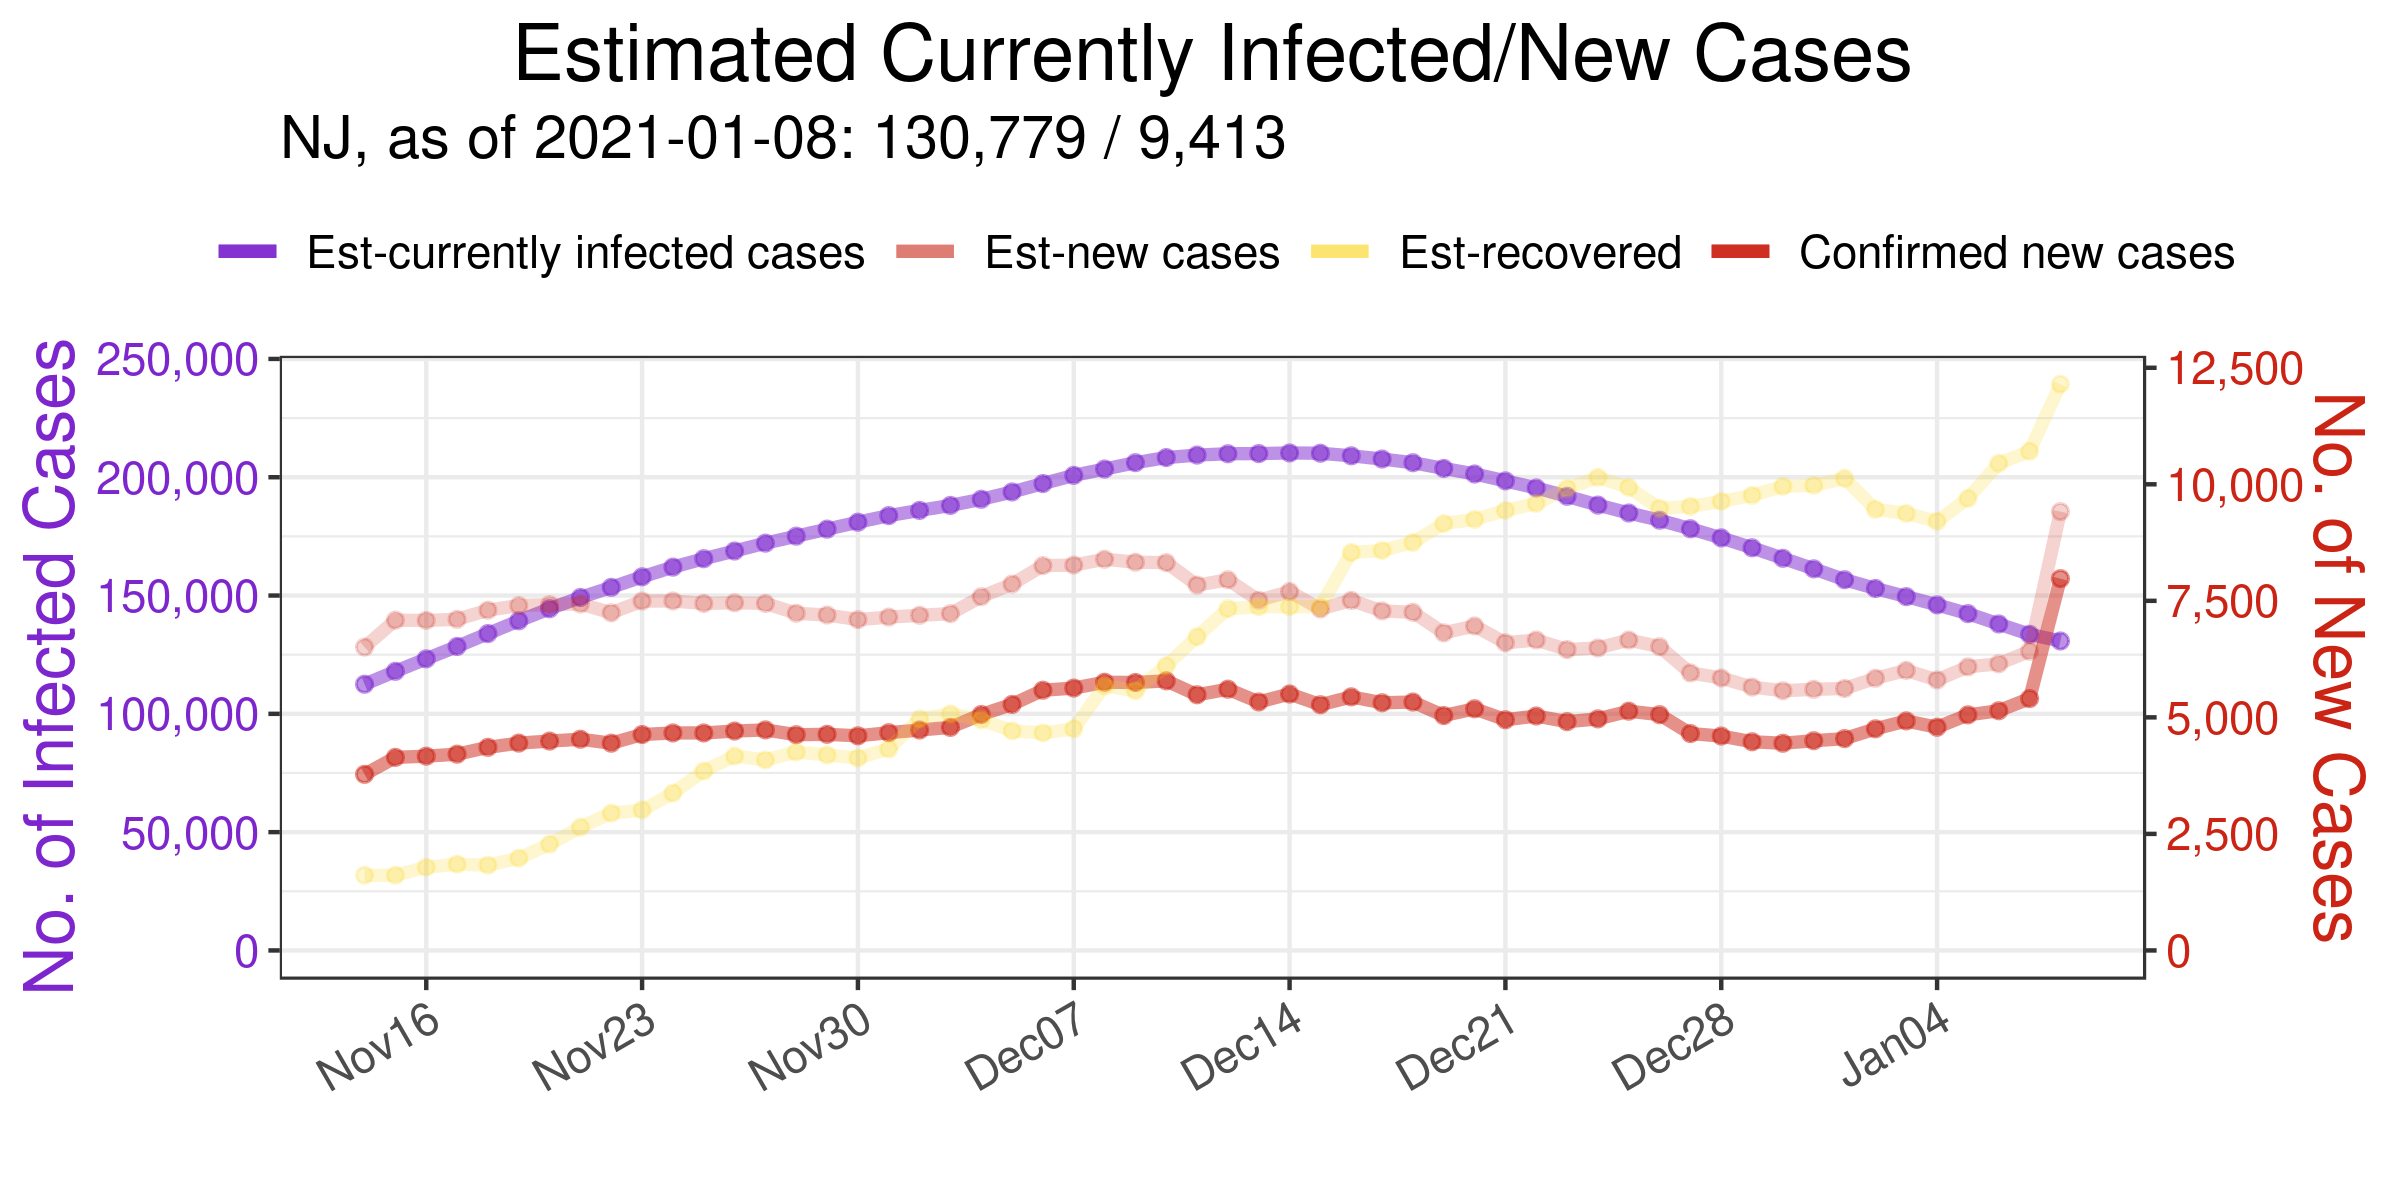 Estimated Currently Infected/New Cases
NJ, as of 2021-01-08: 130,779 / 9,413
Est-currently infected cases Est-new cases Est-recovered Confirmed new cases
No. of Infected Cases
250,000
200,000
150,000
100,000
50,000
0
12,500
10,000
7,500
5,000
2,500
0
No. of New Cases
Nov16 Nov23 Nov30 Dec07 Dec14 Dec21 Dec28 Jan04